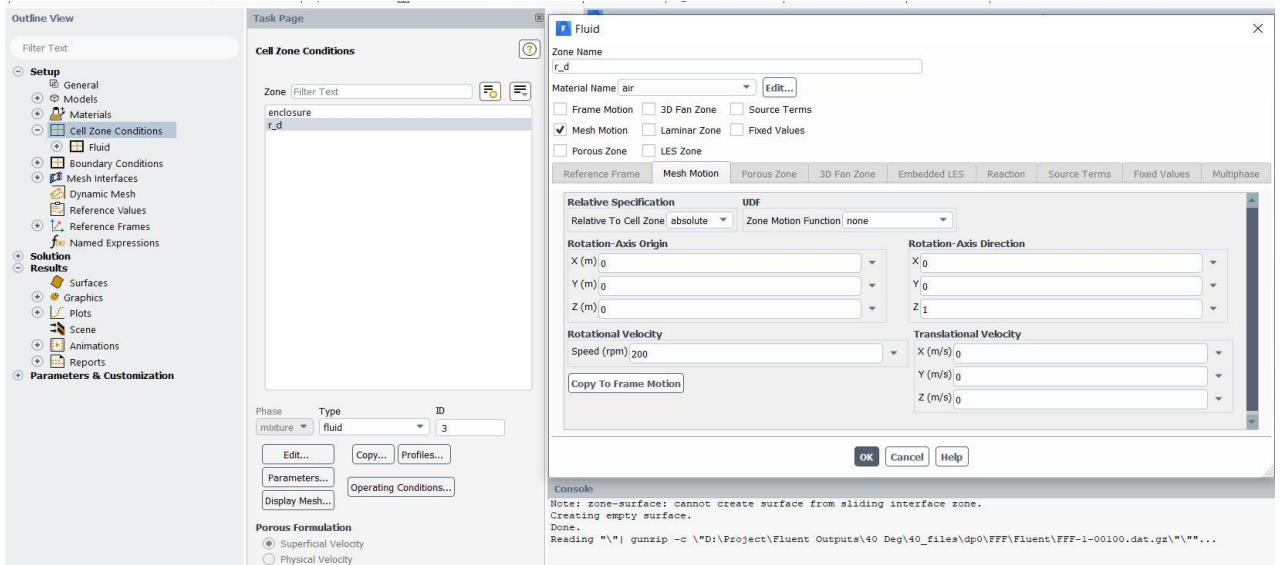 Outline View
Filter Text
Setup
General
Models
Materials
Cell Zone Conditions
Fluid
Boundary Conditions
Mesh Interfaces
Dynamic Mesh
Reference Values
Reference Frames
Named Expressions
Solution
Results
Surfaces
Graphics
Plots
Scene
Animations
Reports
Parameters & Customization
Task Page
Cell Zone Conditions
Zone Filter Text
enclosure
r_d
Phase Type ID
mixture fluid 3
Edit... Copy... Profiles...
Parameters... Operating Conditions...
Display Mesh...
Porous Formulation
Superficial Velocity
Physical Velocity
Fluid
Zone Name
r_d
Material Name air Edit...
Frame Motion 3D Fan Zone Source Terms
Mesh Motion Laminar Zone Fixed Values
Porous Zone LES Zone
Reference Frame Mesh Motion Porous Zone 3D Fan Zone Embedded LES Reaction Source Terms Fixed Values Multiphase
Relative Specification UDF
Relative To Cell Zone absolute Zone Motion Function none
Rotation-Axis Origin Rotation-Axis Direction
X (m) 0 X 0
Y (m) 0 Y 0
Z (m) 0 Z 1
Rotational Velocity Translational Velocity
Speed (rpm) 200 X (m/s) 0
Copy To Frame Motion Y (m/s) 0
Z (m/s) 0
OK Cancel Help
Console
Note: zone-surface: cannot create surface from sliding interface zone.
Creating empty surface.
Done.
Reading "\"| gunzip -c \"D:\Project\Fluent Outputs\40 Deg\40_files\dp0\FFF\Fluent\FFF-1-00100.dat.gz\"\""...